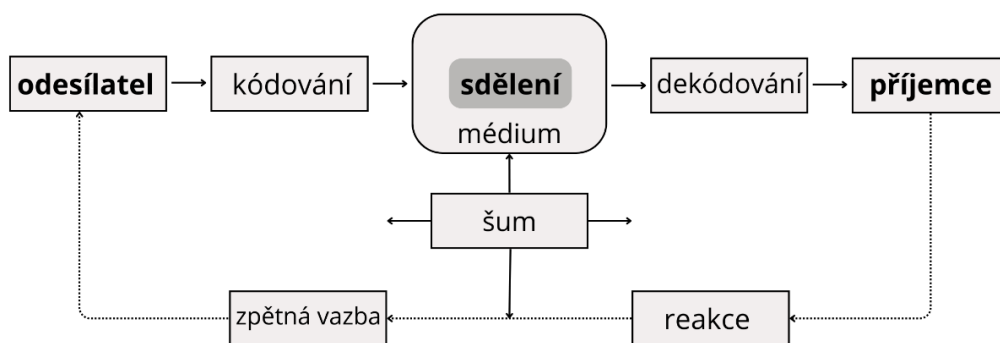 odesílatel
kódování
sdělení
médium
dekódování
příjemce
šum
zpětná vazba
reakce